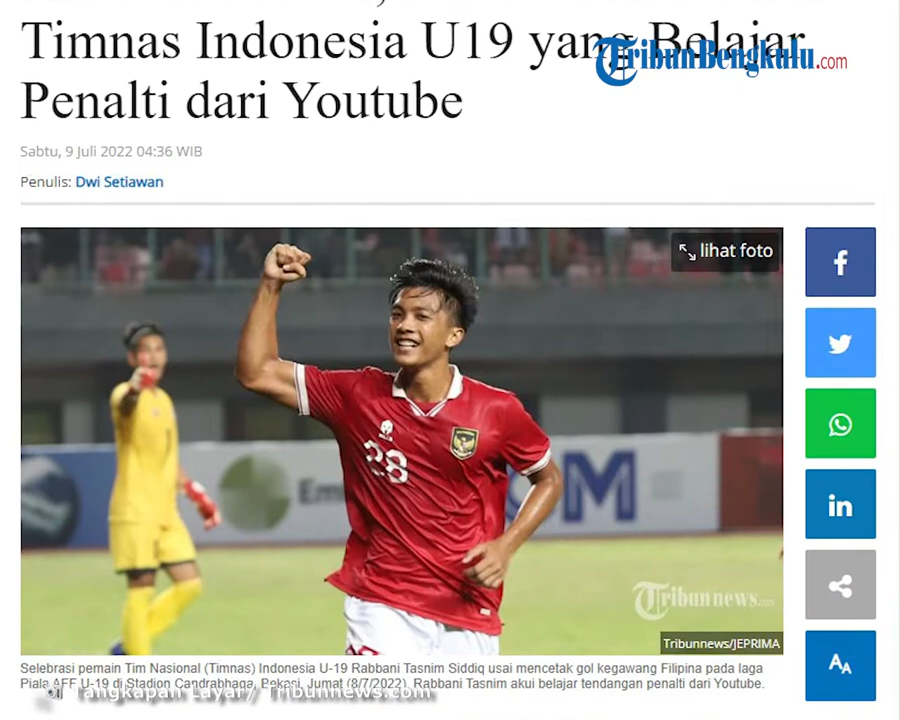 Timnas Indonesia U19 yang Belajar
TribunBengkulu.com
Penalti dari Youtube
Sabtu, 9 Juli 2022 04:36 WIB
Penulis: Dwi Setiawan
lihat foto
f
28
M
in
Tribunnews.com
Tribunnews/JEPRIMA
AA
Selebrasi pemain Tim Nasional (Timnas) Indonesia U-19 Rabbani Tasnim Siddiq usai mencetak gol kegawang Filipina pada laga
Piala AFF U-19 di Stadion Candrabhaga, Bekasi, Jumat (8/7/2022). Rabbani Tasnim akui belajar tendangan penalti dari Youtube.
Tangkapan Layar/ Tribunnews.com